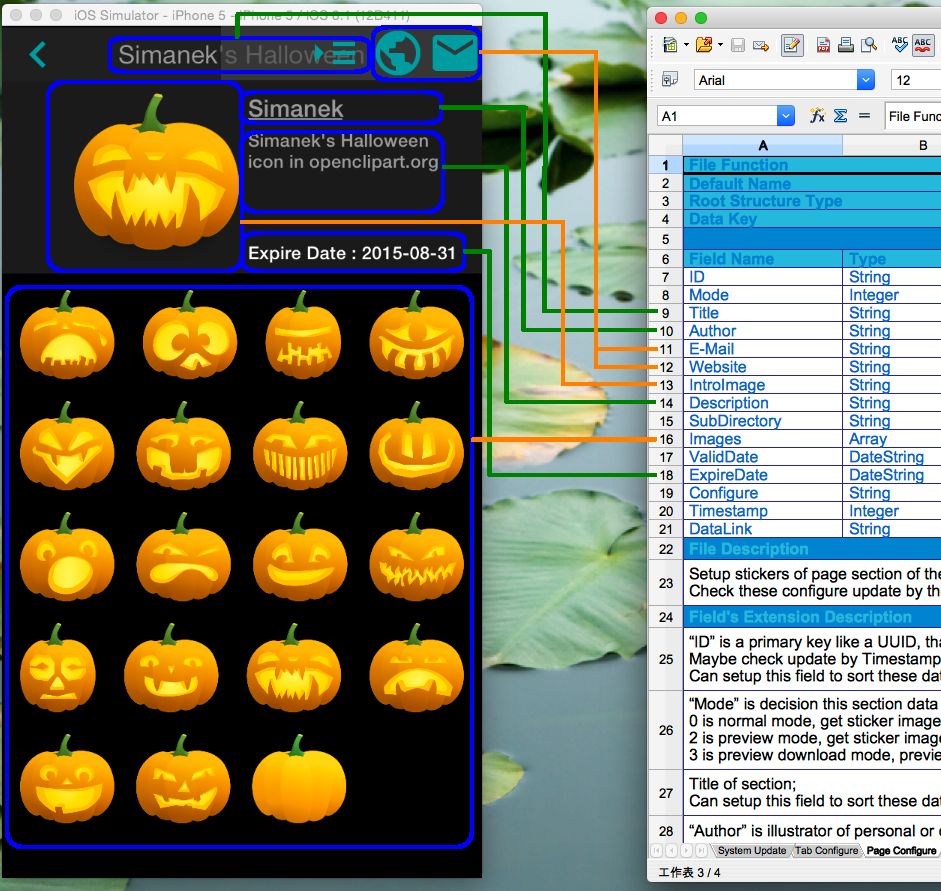 iOS Simulator - iPhone 5 - iPhone 5 / iOS 8.1 (12B411)
Simanek's Halloween
Simanek
Simanek's Halloween
icon in openclipart.org
Expire Date : 2015-08-31
Arial
12
A1
File Func
A
B
1 File Function
2 Default Name
3 Root Structure Type
4 Data Key
5
6 Field Name Type
7 ID String
8 Mode Integer
9 Title String
10 Author String
11 E-Mail String
12 Website String
13 IntroImage String
14 Description String
15 SubDirectory String
16 Images Array
17 ValidDate DateString
18 ExpireDate DateString
19 Configure String
20 Timestamp Integer
21 DataLink String
22 File Description
23 Setup stickers of page section of the
Check these configure update by th
24 Field's Extension Description
25 “ID” is a primary key like a UUID, tha
Maybe check update by Timestamp
Can setup this field to sort these dat
26 “Mode” is decision this section data
0 is normal mode, get sticker image
2 is preview mode, get sticker image
3 is preview download mode, previe
27 Title of section;
Can setup this field to sort these dat
28 “Author” is illustrator of personal or
System Update Tab Configure Page Configure
工作表 3 / 4